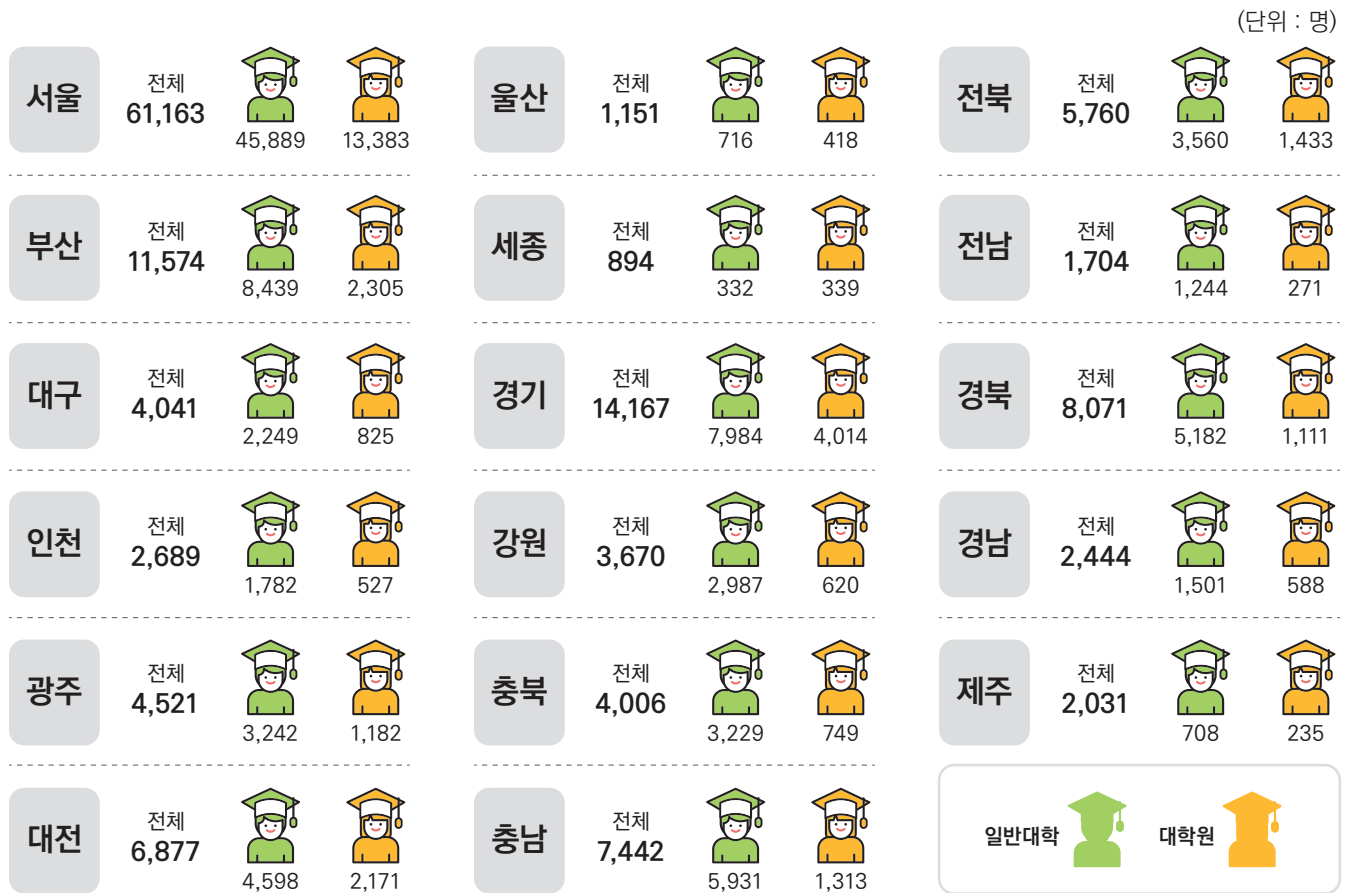 (단위 : 명)
서울
전체
61,163
45,889 13,383
부산
전체
11,574
8,439 2,305
대구
전체
4,041
2,249 825
인천
전체
2,689
1,782 527
광주
전체
4,521
3,242 1,182
대전
전체
6,877
4,598 2,171
울산
전체
1,151
716 418
세종
전체
894
332 339
경기
전체
14,167
7,984 4,014
강원
전체
3,670
2,987 620
충북
전체
4,006
3,229 749
충남
전체
7,442
5,931 1,313
전북
전체
5,760
3,560 1,433
전남
전체
1,704
1,244 271
경북
전체
8,071
5,182 1,111
경남
전체
2,444
1,501 588
제주
전체
2,031
708 235
일반대학 대학원